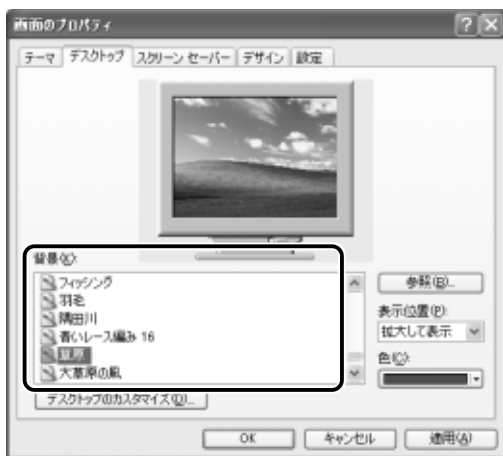 画面のプロパティ
テーマ デスクトップ スクリーン セーバー デザイン 設定
背景(K):
フィッシング
羽毛
隅田川
青いレース編み 16
草原
大草原の風
参照(B)...
表示位置(P):
拡大して表示
色(C):
デスクトップのカスタマイズ(D)...
OK キャンセル 適用(A)